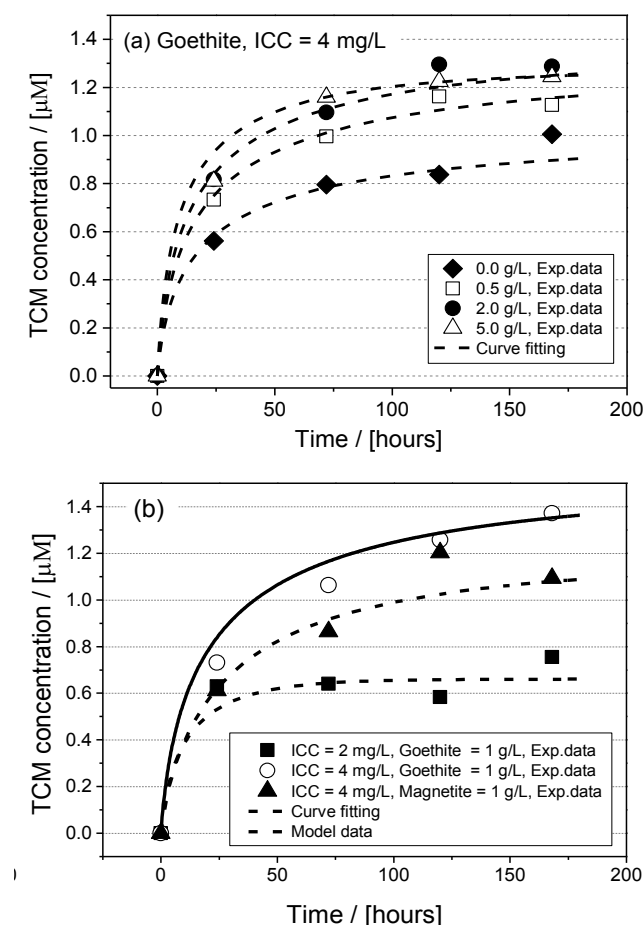 (a) Goethite, ICC = 4 mg/L
1.4
1.2
1.0
0.8
0.6
0.4
0.2
0.0
TCM concentration / [μM]
0.0 g/L, Exp.data
0.5 g/L, Exp.data
2.0 g/L, Exp.data
5.0 g/L, Exp.data
Curve fitting
0 50 100 150 200
Time / [hours]
(b)
1.4
1.2
1.0
0.8
0.6
0.4
0.2
0.0
TCM concentration / [μM]
ICC = 2 mg/L, Goethite = 1 g/L, Exp.data
ICC = 4 mg/L, Goethite = 1 g/L, Exp.data
ICC = 4 mg/L, Magnetite = 1 g/L, Exp.data
Curve fitting
Model data
0 50 100 150 200
Time / [hours]